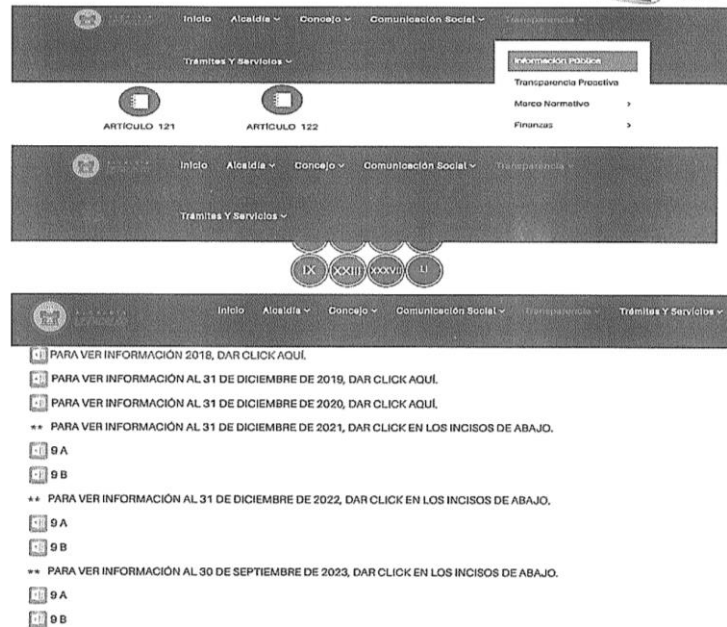 Inicio Alcaldía Concejo Comunicación Social Transparencia
Trámites Y Servicios
Información Pública
Transparencia Proactiva
Marco Normativo >
Finanzas >
ARTÍCULO 121 ARTÍCULO 122
Inicio Alcaldía Concejo Comunicación Social Transparencia
Trámites Y Servicios
IX XXIII XXXVII LI
Inicio Alcaldía Concejo Comunicación Social Transparencia Trámites Y Servicios
PARA VER INFORMACIÓN 2018, DAR CLICK AQUÍ.
PARA VER INFORMACIÓN AL 31 DE DICIEMBRE DE 2019, DAR CLICK AQUÍ.
PARA VER INFORMACIÓN AL 31 DE DICIEMBRE DE 2020, DAR CLICK AQUÍ.
** PARA VER INFORMACIÓN AL 31 DE DICIEMBRE DE 2021, DAR CLICK EN LOS INCISOS DE ABAJO.
9 A
9 B
** PARA VER INFORMACIÓN AL 31 DE DICIEMBRE DE 2022, DAR CLICK EN LOS INCISOS DE ABAJO.
9 A
9 B
** PARA VER INFORMACIÓN AL 30 DE SEPTIEMBRE DE 2023, DAR CLICK EN LOS INCISOS DE ABAJO.
9 A
9 B